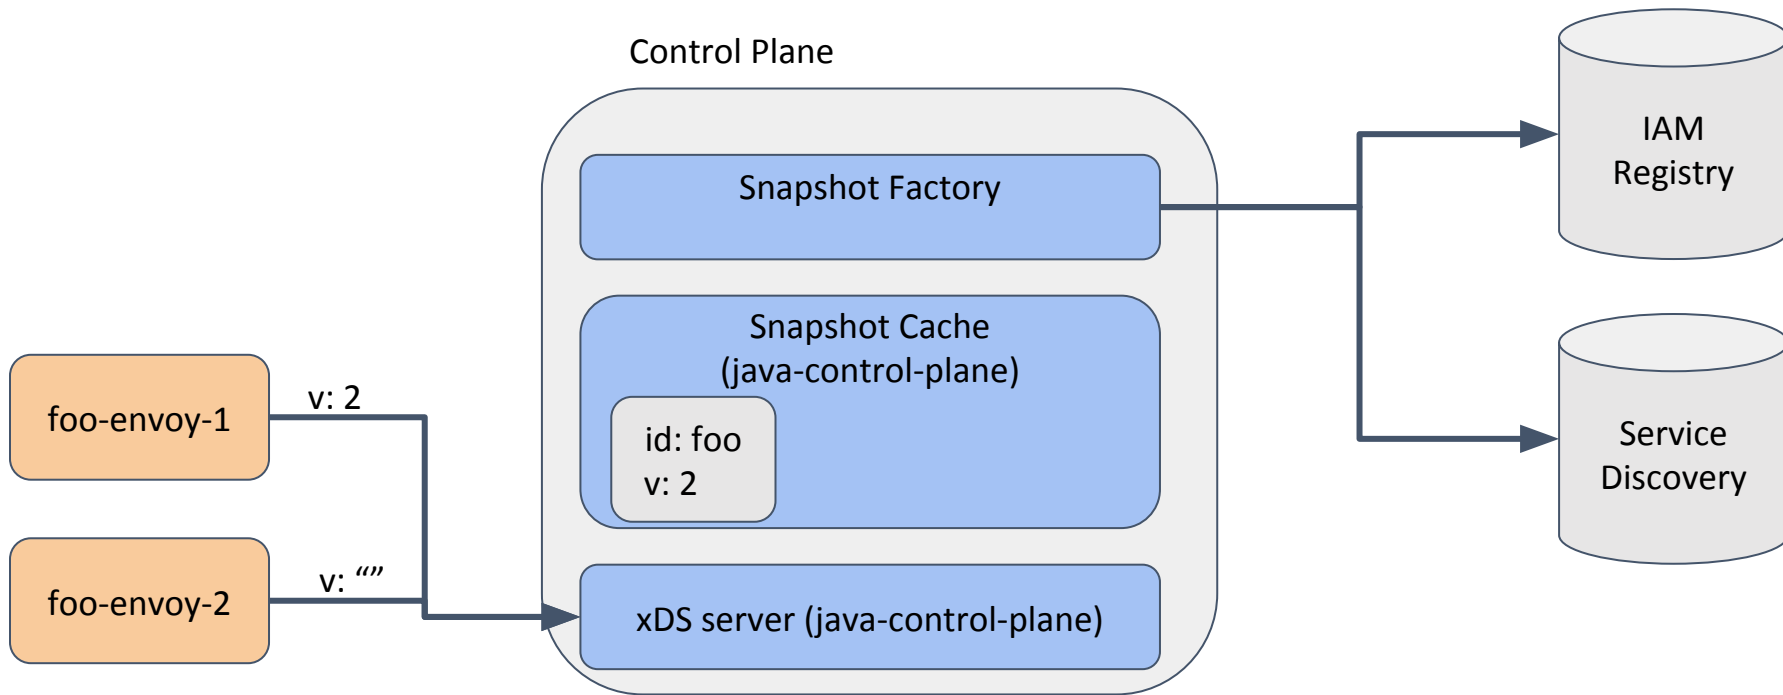 Control Plane
Snapshot Factory
IAM
Registry
Snapshot Cache
(java-control-plane)
id: foo
v: 2
Service
Discovery
foo-envoy-1
v: 2
foo-envoy-2
v: “”
xDS server (java-control-plane)